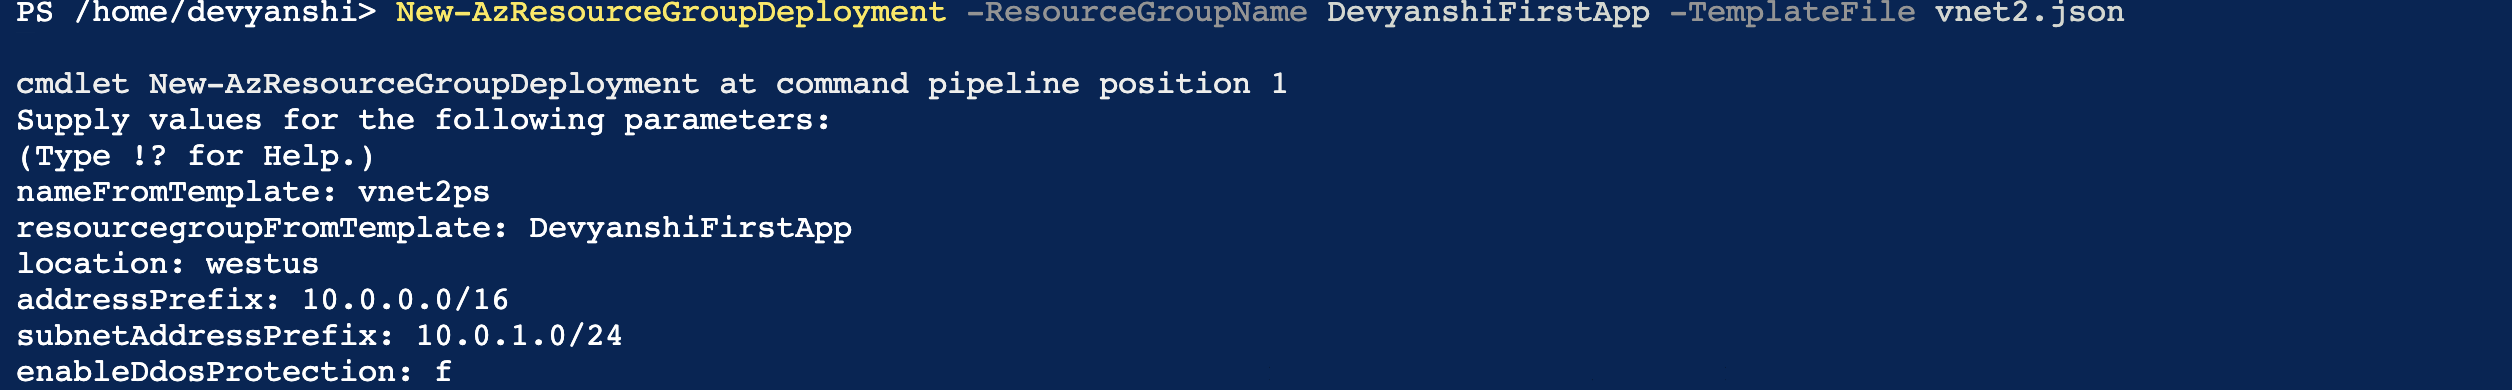 PS /home/devyanshi> New-AzResourceGroupDeployment -ResourceGroupName DevyanshiFirstApp -TemplateFile vnet2.json
cmdlet New-AzResourceGroupDeployment at command pipeline position 1
Supply values for the following parameters:
(Type !? for Help.)
nameFromTemplate: vnet2ps
resourcegroupFromTemplate: DevyanshiFirstApp
location: westus
addressPrefix: 10.0.0.0/16
subnetAddressPrefix: 10.0.1.0/24
enableDdosProtection: f